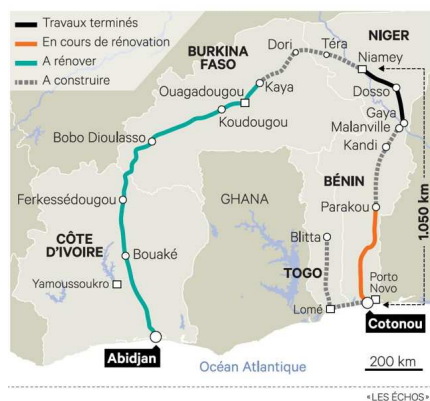 Travaux terminés
En cours de rénovation
A rénover
A construire
NIGER
BURKINA
FASO
Dori
Téra
Niamey
Ouagadougou
Kaya
Dosso
Koudougou
Gaya
Malanville
Bobo Dioulasso
Kandi
BÉNIN
Ferkessédougou
GHANA
Parakou
1.050 km
CÔTE
D'IVOIRE
Blitta
Bouaké
TOGO
Yamoussoukro
Porto
Novo
Lomé
Cotonou
Abidjan
Océan Atlantique
200 km
«LES ÉCHOS»